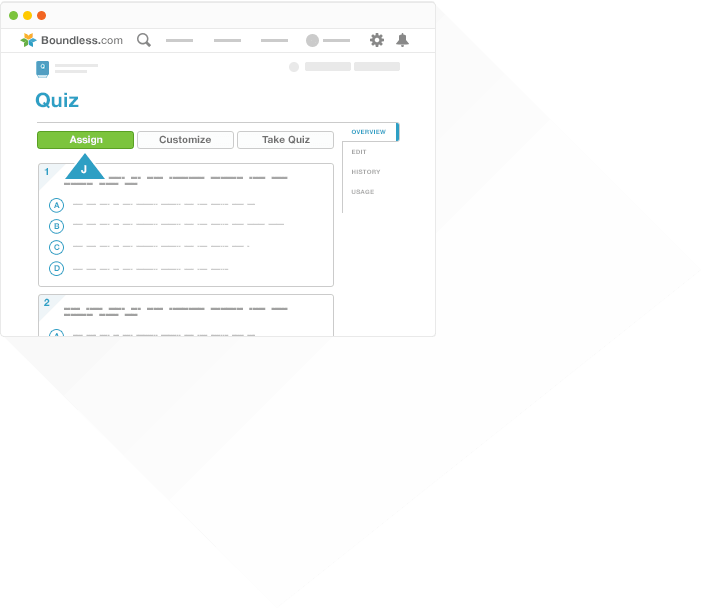 Boundless.com
Q
Quiz
Assign
Customize
Take Quiz
OVERVIEW
EDIT
HISTORY
USAGE
J
1
A
B
C
D
2
A